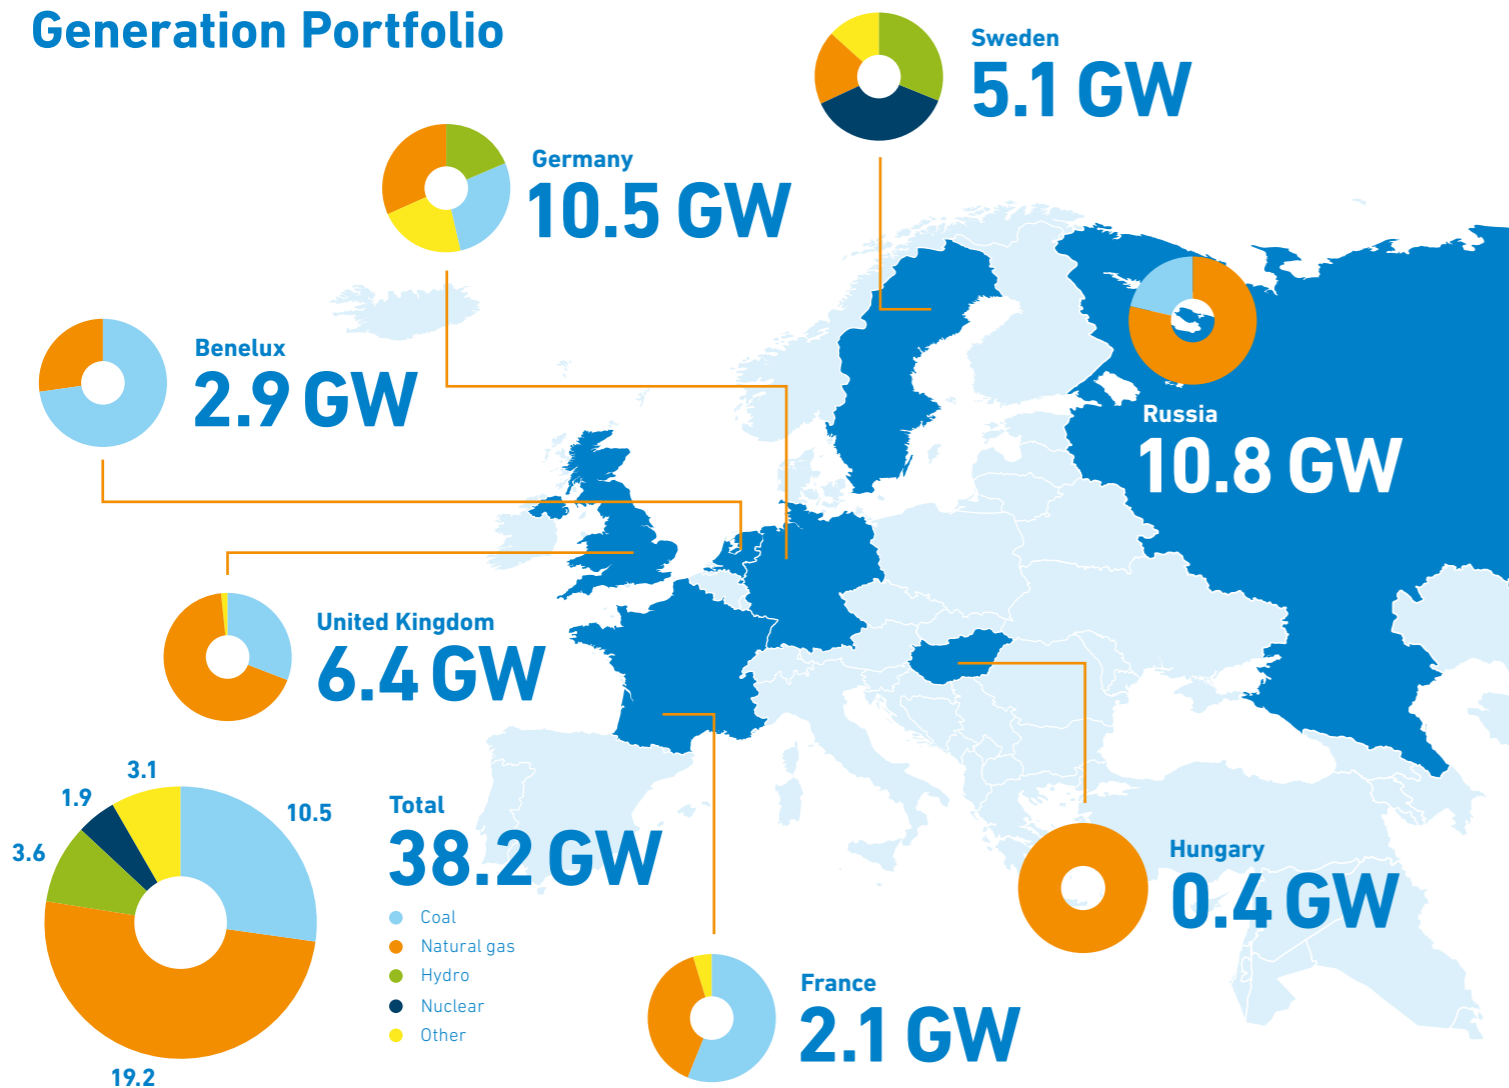 Generation Portfolio
Sweden
5.1 GW
Germany
10.5 GW
Benelux
2.9 GW
Russia
10.8 GW
United Kingdom
6.4 GW
3.1
1.9
10.5
3.6
19.2
Total
38.2 GW
Coal
Natural gas
Hydro
Nuclear
Other
Hungary
0.4 GW
France
2.1 GW